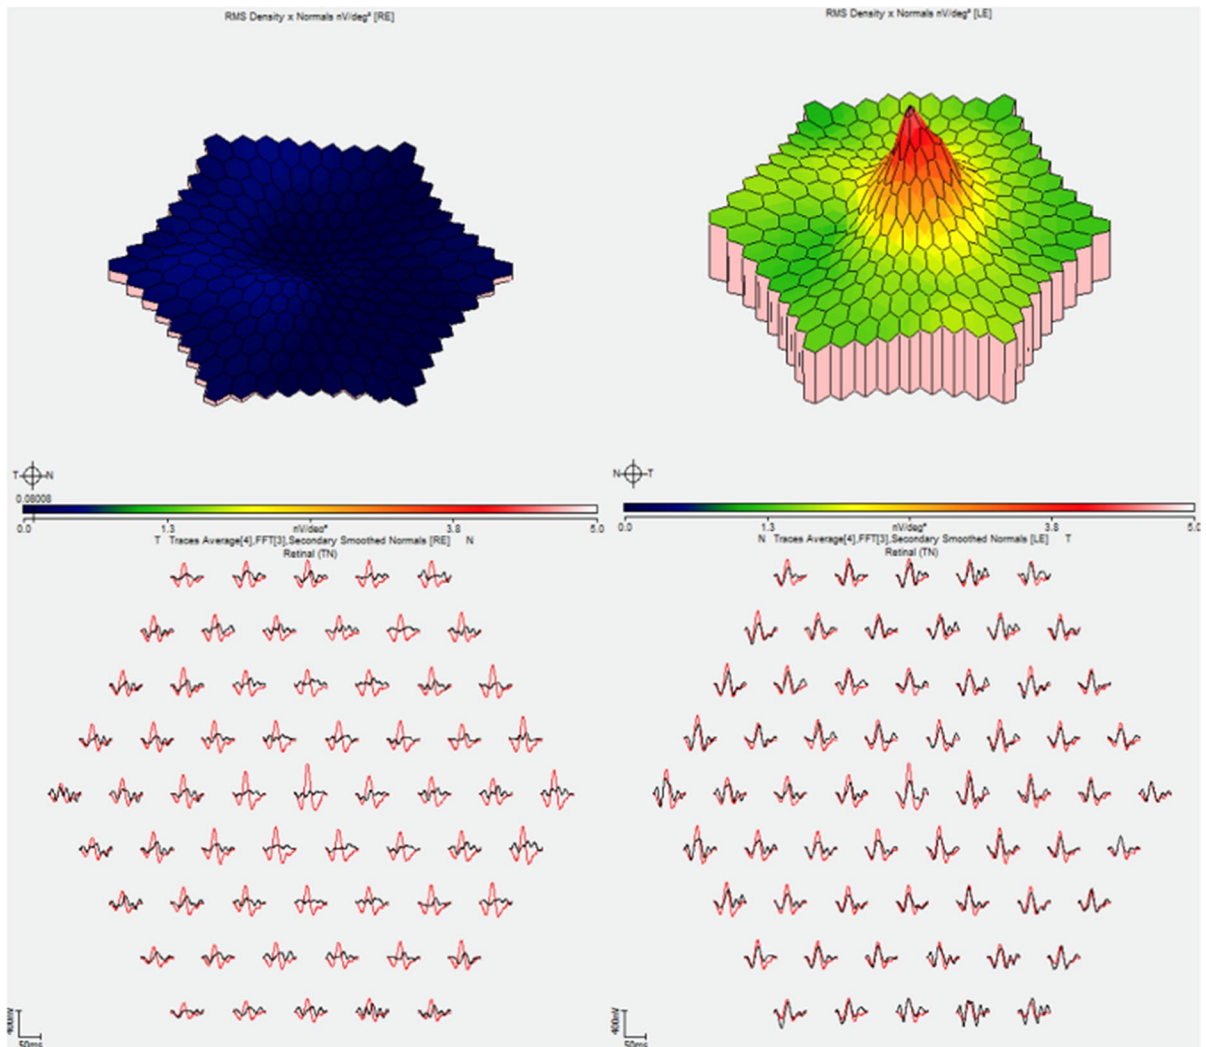 RMS Density x Normals nV/deg² [RE]
RMS Density x Normals nV/deg² [LE]
T N
N T
0.08008
0.0 1.3 nV/deg² 3.8 5.0
0.0 1.3 nV/deg² 3.8 5.0
T Traces Average[4],FFT[3],Secondary Smoothed Normals [RE] N
Retinal (TN)
N Traces Average[4],FFT[3],Secondary Smoothed Normals [LE] T
Retinal (TN)
50ms
50ms